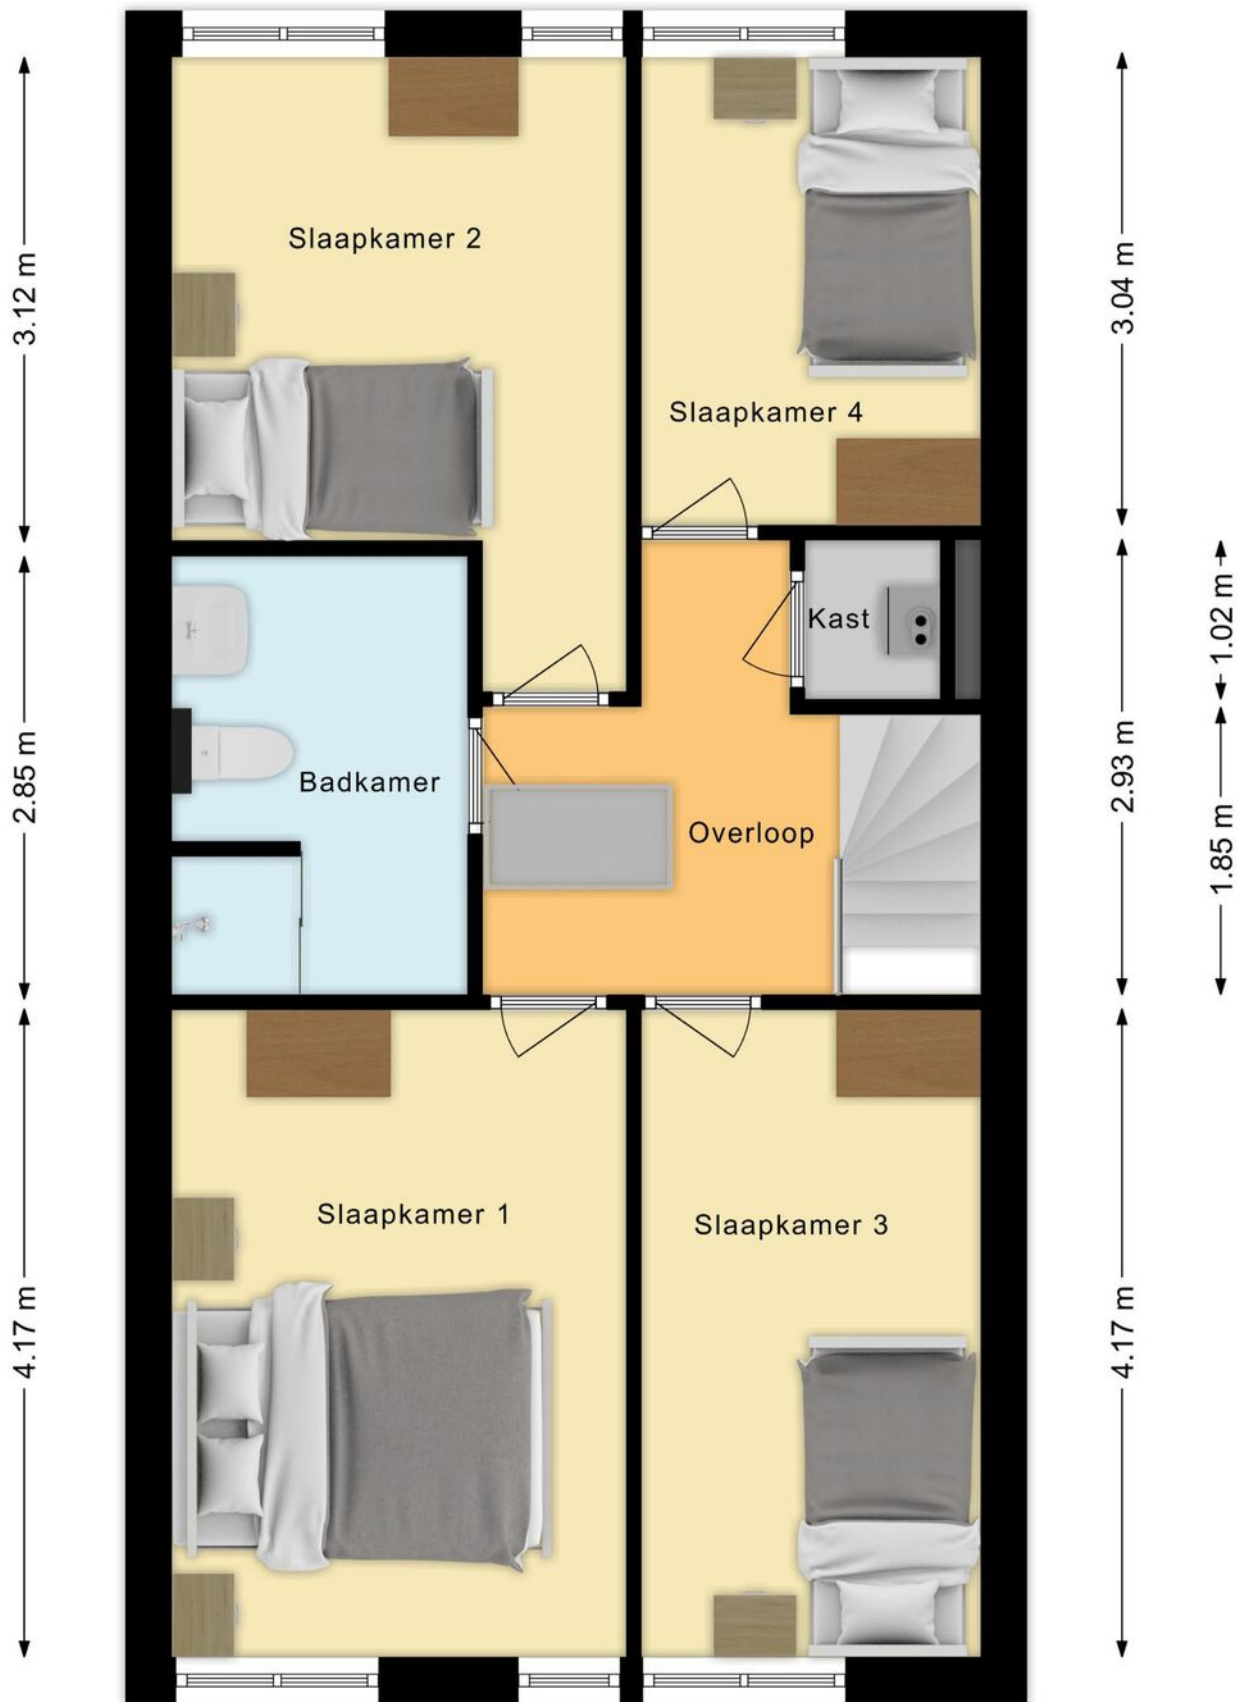 Slaapkamer 2
3.12 m
3.04 m
Slaapkamer 4
Kast
1.02 m
2.93 m
2.85 m
Badkamer
Overloop
1.85 m
Slaapkamer 1
Slaapkamer 3
4.17 m
4.17 m